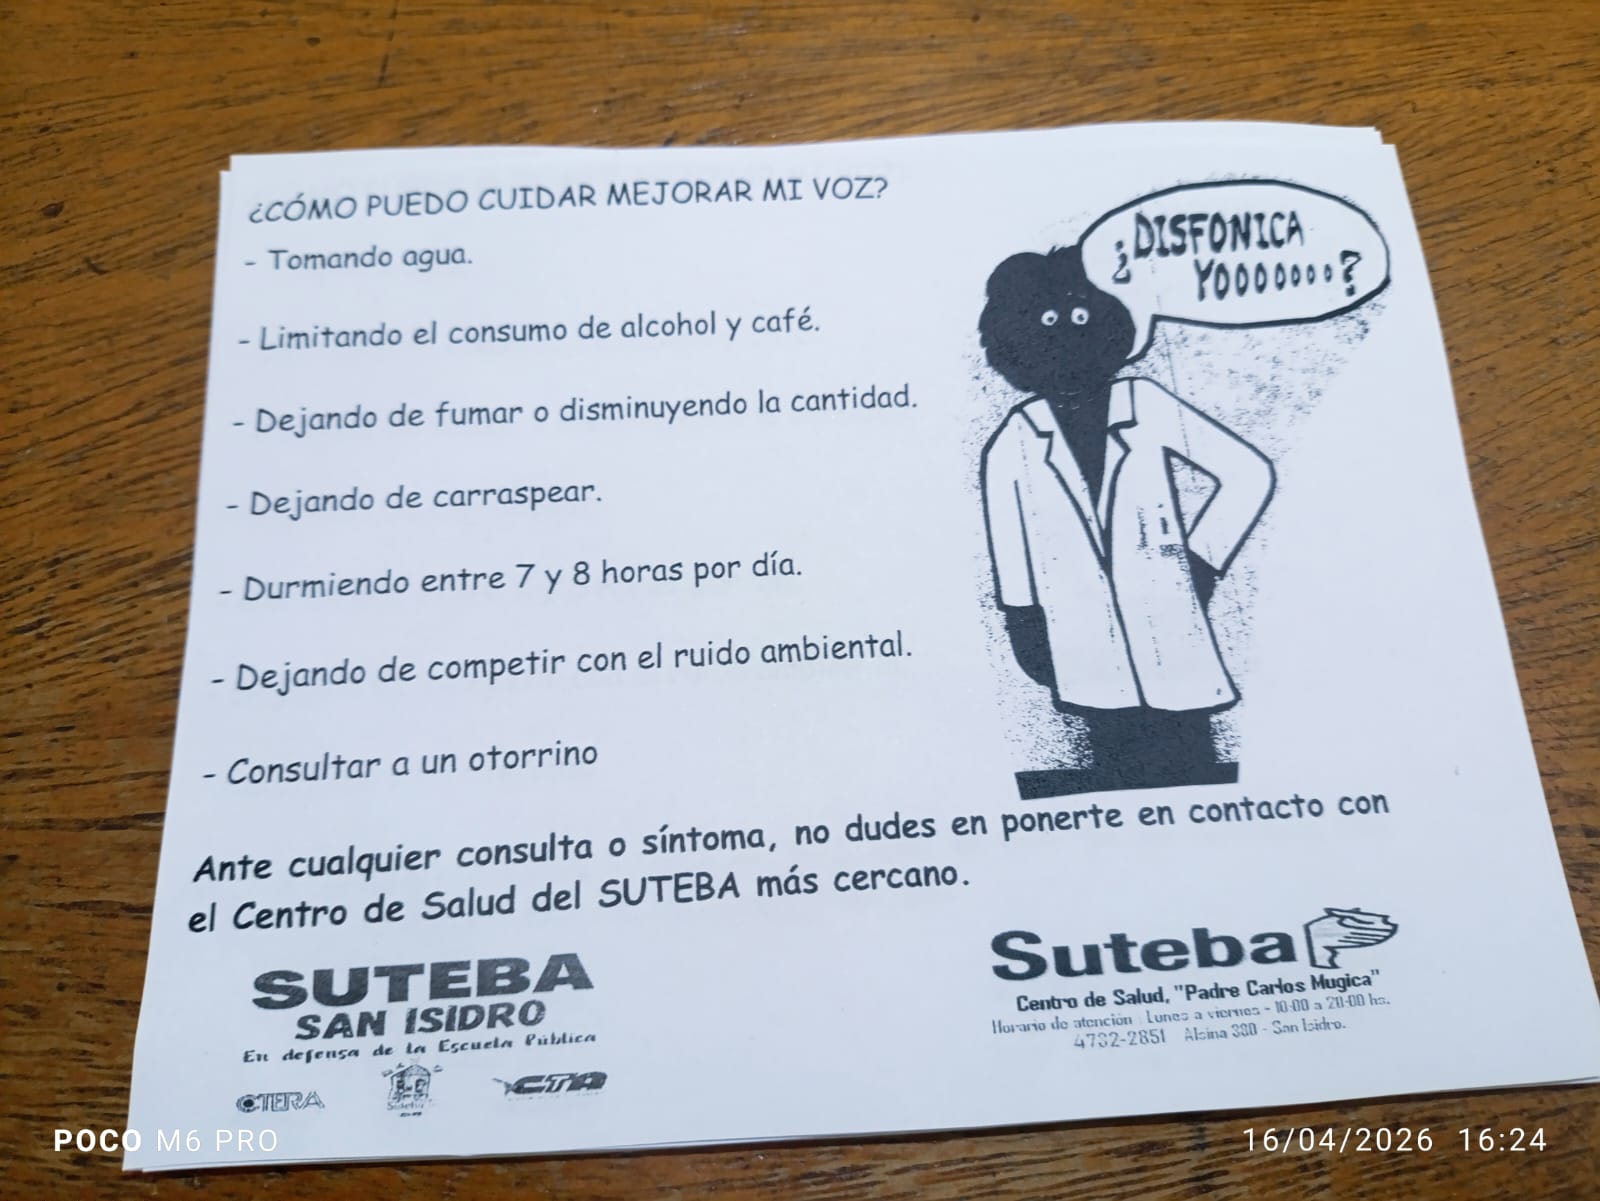 ¿CÓMO PUEDO CUIDAR MEJORAR MI VOZ?
- Tomando agua.
- Limitando el consumo de alcohol y café.
- Dejando de fumar o disminuyendo la cantidad.
- Dejando de carraspear.
- Durmiendo entre 7 y 8 horas por día.
- Dejando de competir con el ruido ambiental.
- Consultar a un otorrino
¿DISFONICA
YOOOOOOO?
Ante cualquier consulta o síntoma, no dudes en ponerte en contacto con
el Centro de Salud del SUTEBA más cercano.
SUTEBA
SAN ISIDRO
En defensa de la Escuela Pública
CTERA
Suteba
CTA
Suteba
Centro de Salud, "Padre Carlos Mugica"
Horario de atención : Lunes a viernes - 10:00 a 20:00 hs.
4732-2851 Alsina 380 - San Isidro.
POCO M6 PRO
16/04/2026 16:24